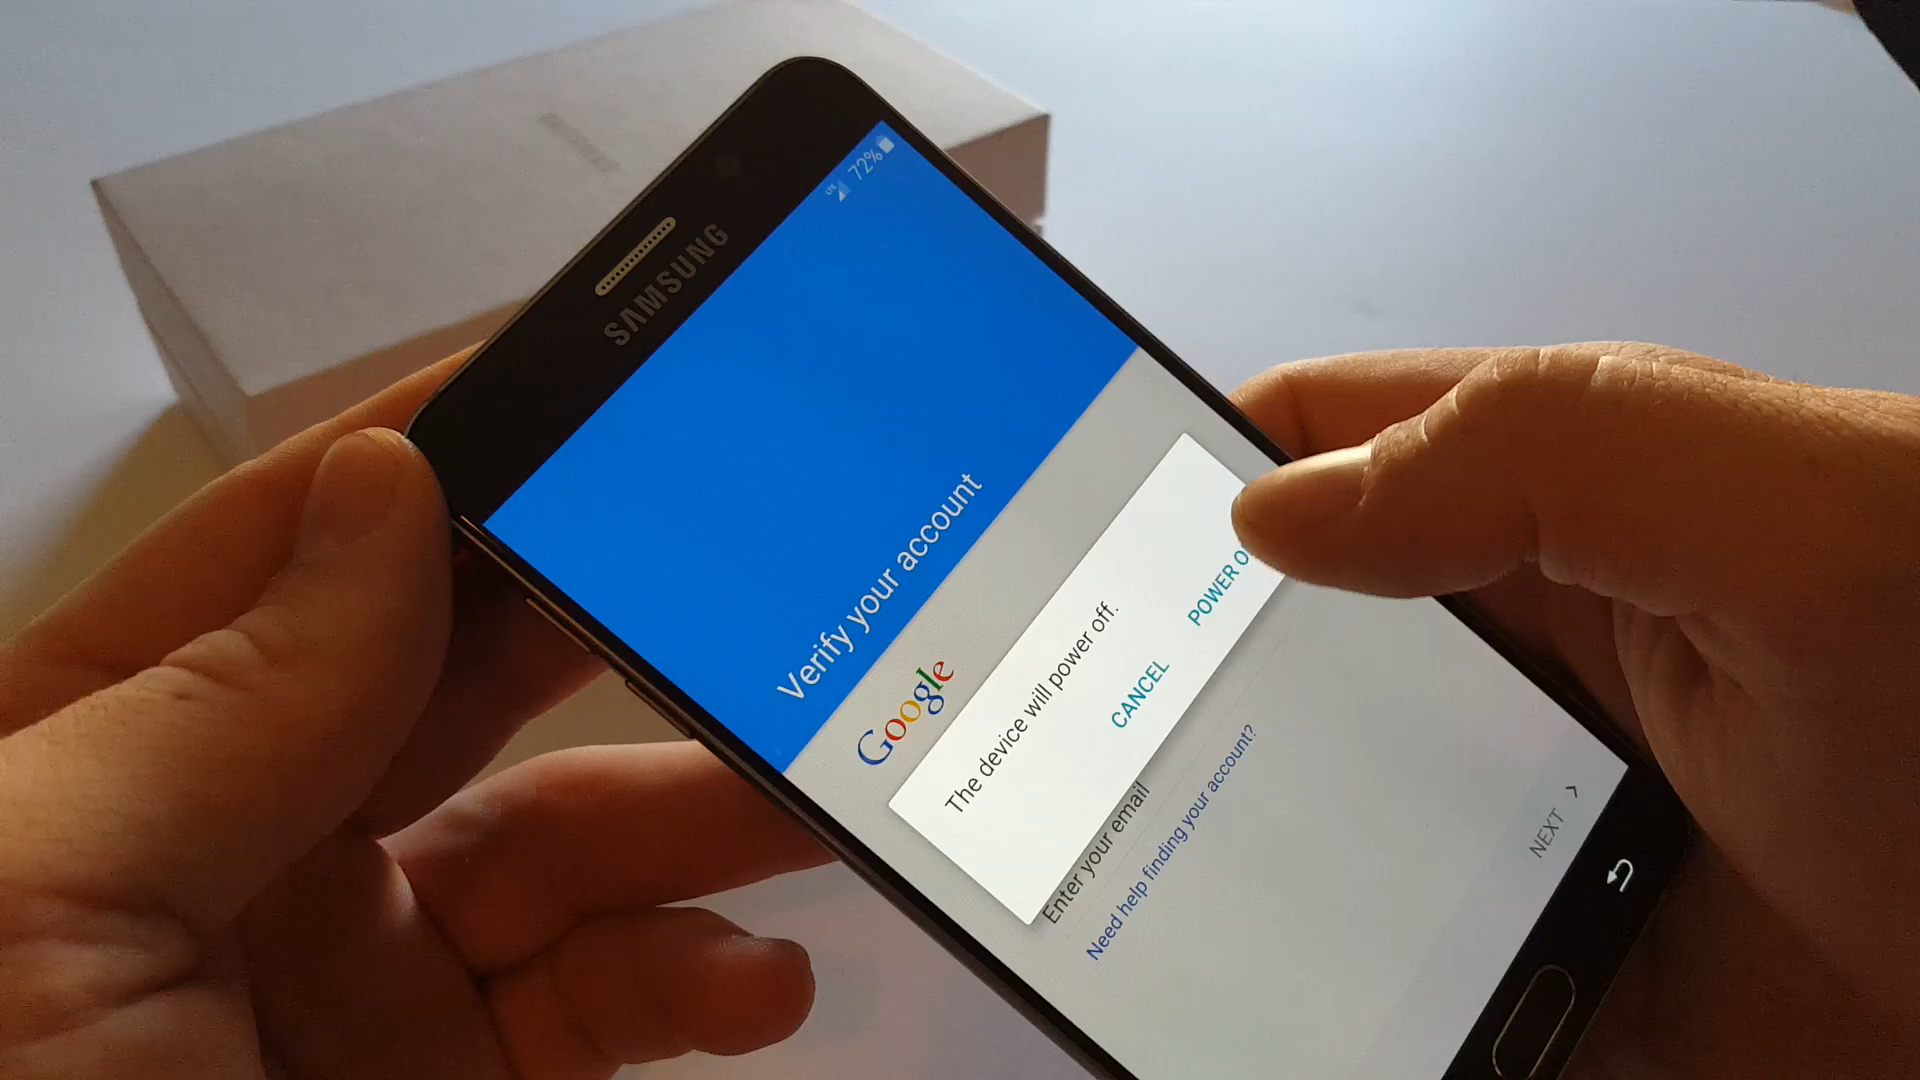 SAMSUNG
LTE 72%
Verify your account
Google
The device will power off.
CANCEL
POWER O
Enter your email
Need help finding your account?
NEXT